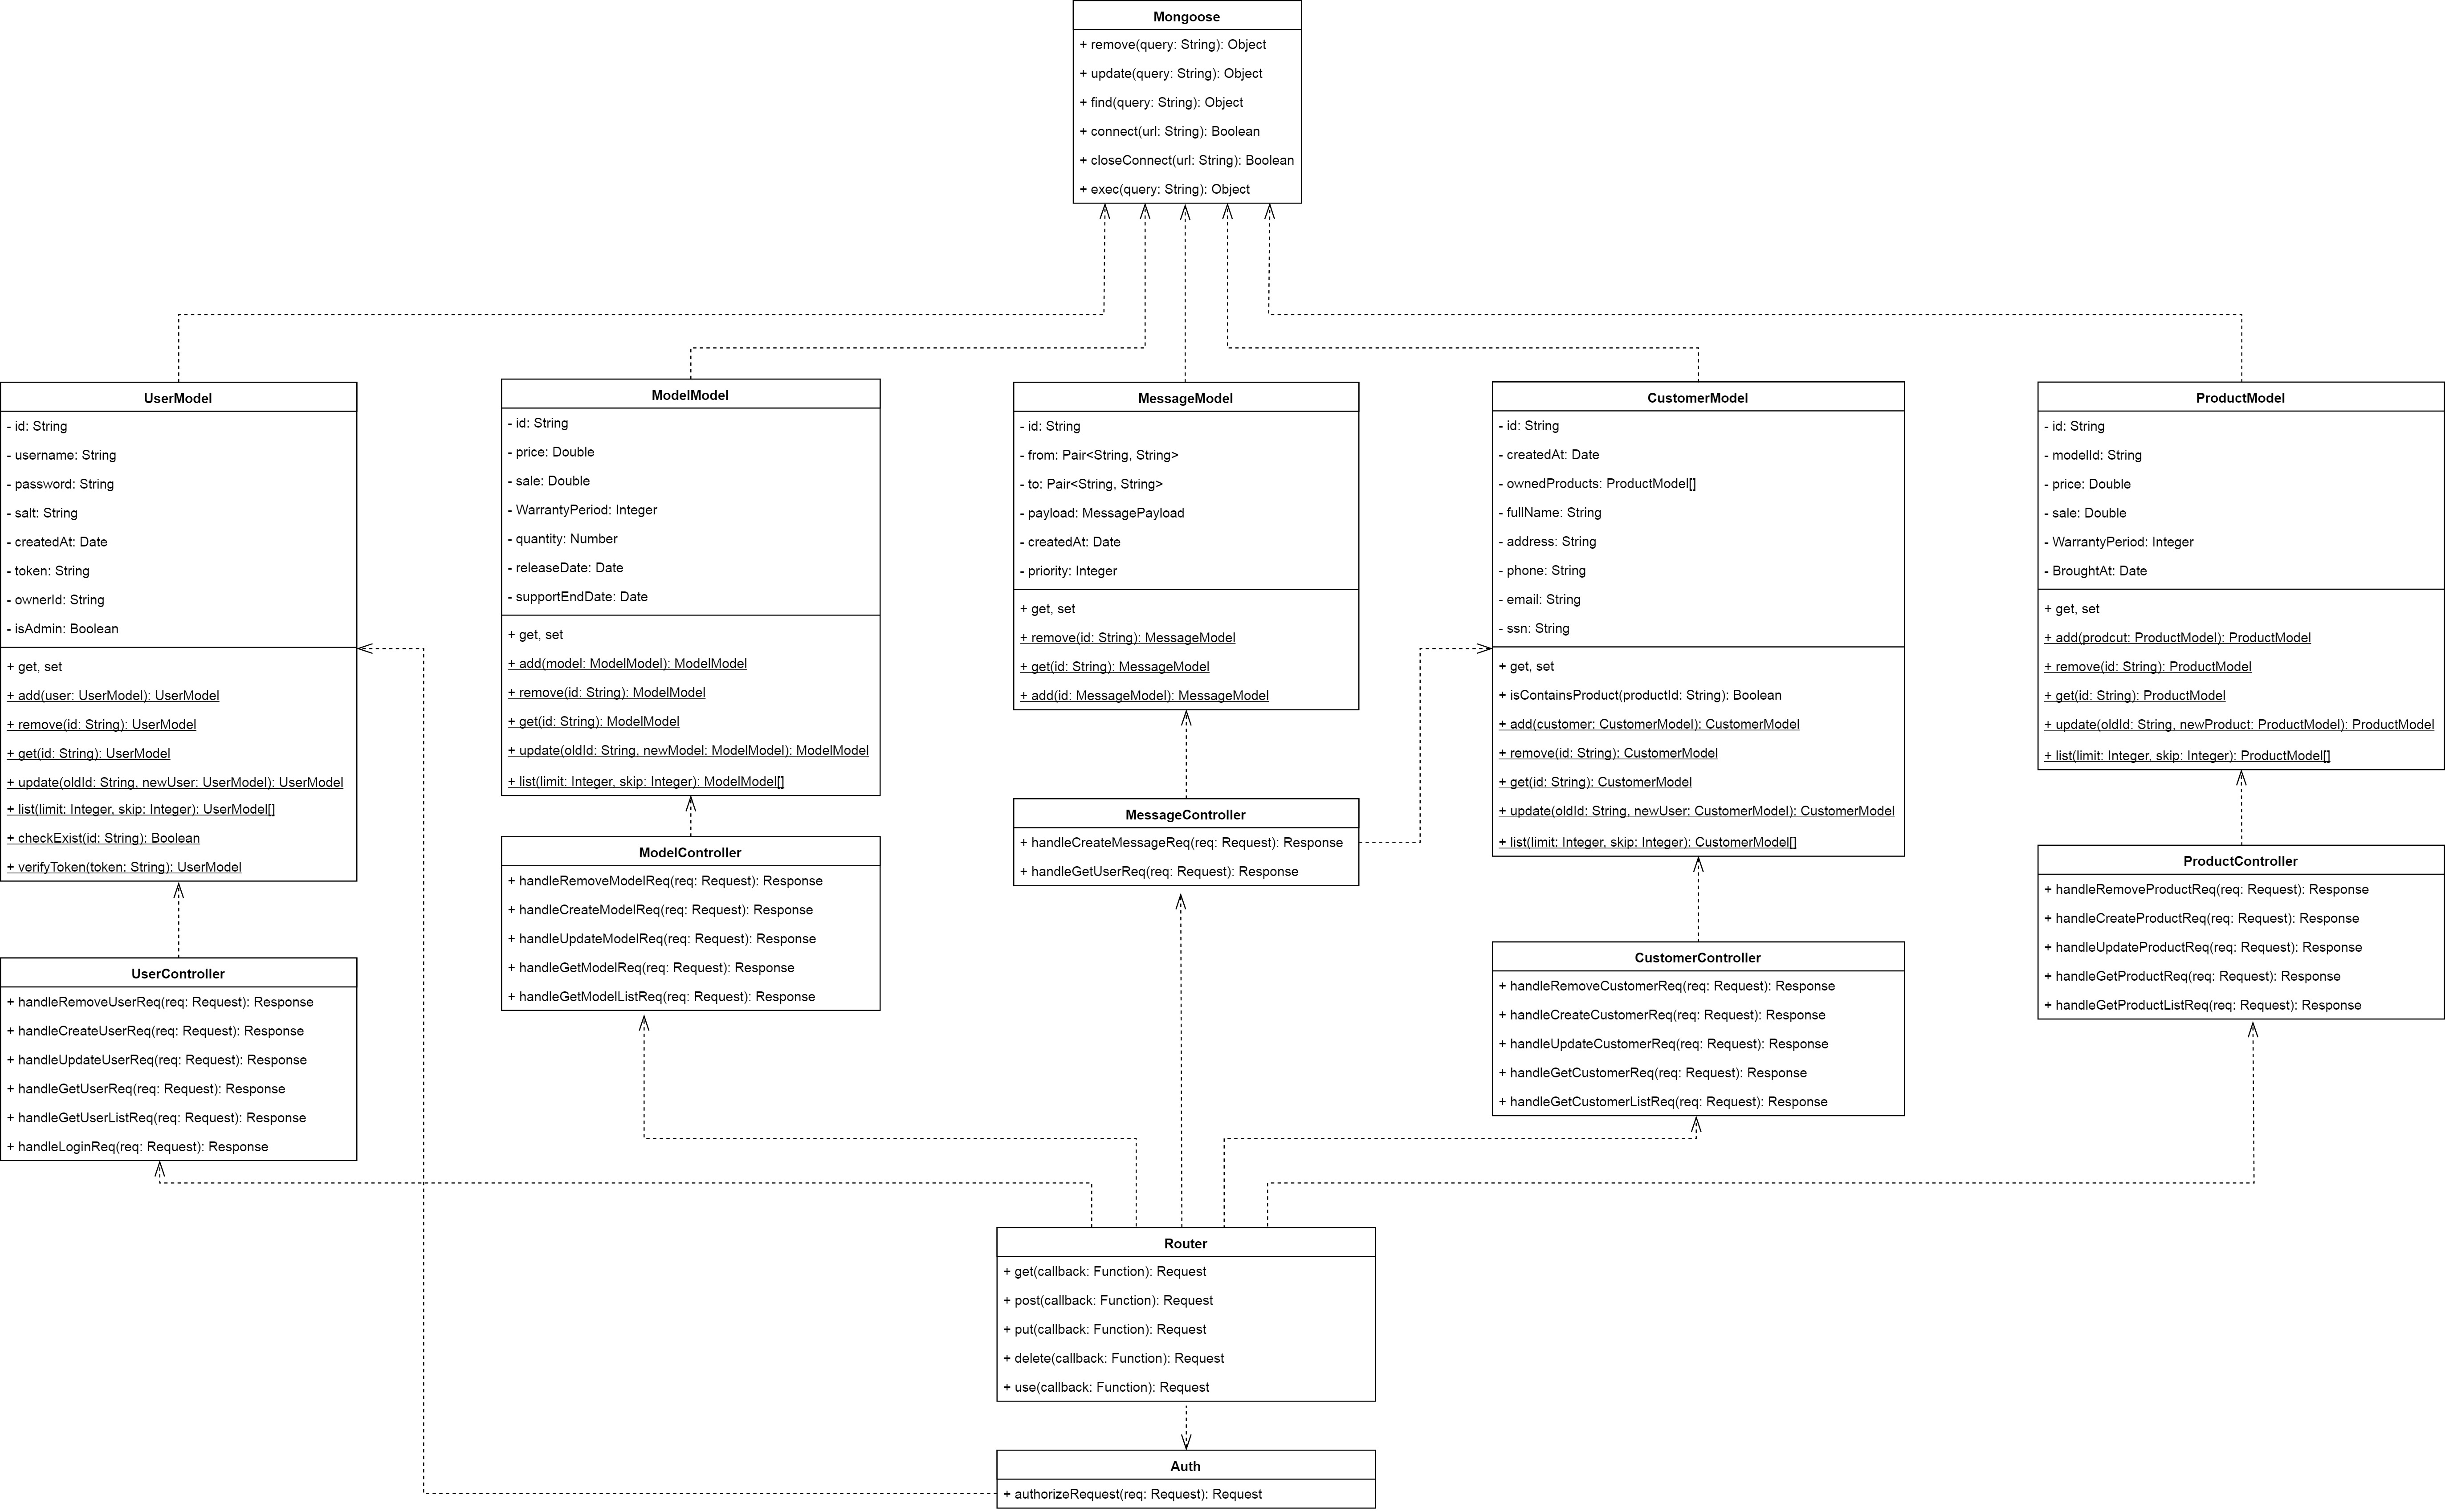 Mongoose
+ remove(query: String): Object
+ update(query: String): Object
+ find(query: String): Object
+ connect(url: String): Boolean
+ closeConnect(url: String): Boolean
+ exec(query: String): Object
UserModel
- id: String
- username: String
- password: String
- salt: String
- createdAt: Date
- token: String
- ownerId: String
- isAdmin: Boolean
+ get, set
+ add(user: UserModel): UserModel
+ remove(id: String): UserModel
+ get(id: String): UserModel
+ update(oldId: String, newUser: UserModel): UserModel
+ list(limit: Integer, skip: Integer): UserModel[]
+ checkExist(id: String): Boolean
+ verifyToken(token: String): UserModel
ModelModel
- id: String
- price: Double
- sale: Double
- WarrantyPeriod: Integer
- quantity: Number
- releaseDate: Date
- supportEndDate: Date
+ get, set
+ add(model: ModelModel): ModelModel
+ remove(id: String): ModelModel
+ get(id: String): ModelModel
+ update(oldId: String, newModel: ModelModel): ModelModel
+ list(limit: Integer, skip: Integer): ModelModel[]
MessageModel
- id: String
- from: Pair<String, String>
- to: Pair<String, String>
- payload: MessagePayload
- createdAt: Date
- priority: Integer
+ get, set
+ remove(id: String): MessageModel
+ get(id: String): MessageModel
+ add(id: MessageModel): MessageModel
CustomerModel
- id: String
- createdAt: Date
- ownedProducts: ProductModel[]
- fullName: String
- address: String
- phone: String
- email: String
- ssn: String
+ get, set
+ isContainsProduct(productId: String): Boolean
+ add(customer: CustomerModel): CustomerModel
+ remove(id: String): CustomerModel
+ get(id: String): CustomerModel
+ update(oldId: String, newUser: CustomerModel): CustomerModel
+ list(limit: Integer, skip: Integer): CustomerModel[]
ProductModel
- id: String
- modelId: String
- price: Double
- sale: Double
- WarrantyPeriod: Integer
- BroughtAt: Date
+ get, set
+ add(prodcut: ProductModel): ProductModel
+ remove(id: String): ProductModel
+ get(id: String): ProductModel
+ update(oldId: String, newProduct: ProductModel): ProductModel
+ list(limit: Integer, skip: Integer): ProductModel[]
UserController
+ handleRemoveUserReq(req: Request): Response
+ handleCreateUserReq(req: Request): Response
+ handleUpdateUserReq(req: Request): Response
+ handleGetUserReq(req: Request): Response
+ handleGetUserListReq(req: Request): Response
+ handleLoginReq(req: Request): Response
ModelController
+ handleRemoveModelReq(req: Request): Response
+ handleCreateModelReq(req: Request): Response
+ handleUpdateModelReq(req: Request): Response
+ handleGetModelReq(req: Request): Response
+ handleGetModelListReq(req: Request): Response
MessageController
+ handleCreateMessageReq(req: Request): Response
+ handleGetUserReq(req: Request): Response
CustomerController
+ handleRemoveCustomerReq(req: Request): Response
+ handleCreateCustomerReq(req: Request): Response
+ handleUpdateCustomerReq(req: Request): Response
+ handleGetCustomerReq(req: Request): Response
+ handleGetCustomerListReq(req: Request): Response
ProductController
+ handleRemoveProductReq(req: Request): Response
+ handleCreateProductReq(req: Request): Response
+ handleUpdateProductReq(req: Request): Response
+ handleGetProductReq(req: Request): Response
+ handleGetProductListReq(req: Request): Response
Router
+ get(callback: Function): Request
+ post(callback: Function): Request
+ put(callback: Function): Request
+ delete(callback: Function): Request
+ use(callback: Function): Request
Auth
+ authorizeRequest(req: Request): Request